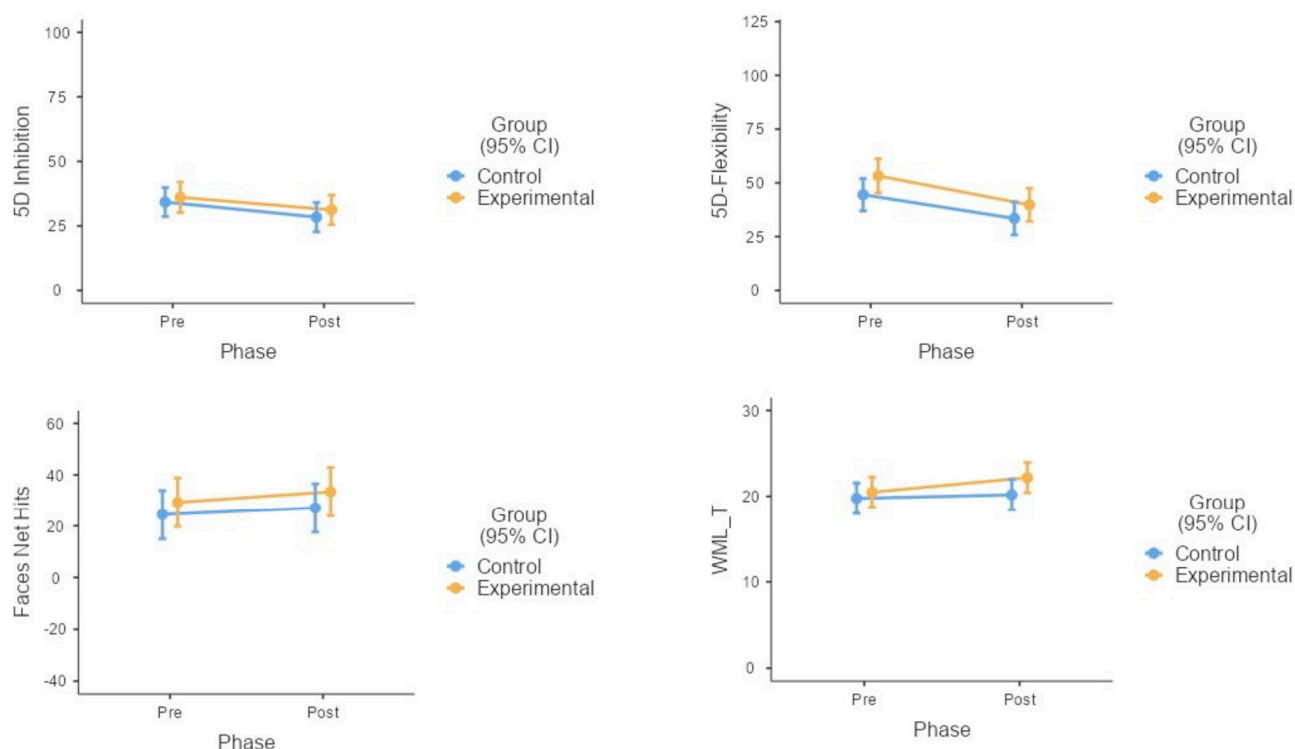 100
75
50
25
0
5D Inhibition
Pre
Post
Phase
Group
(95% CI)
Control
Experimental
125
100
75
50
25
0
5D-Flexibility
Pre
Post
Phase
Group
(95% CI)
Control
Experimental
60
40
20
0
-20
-40
Faces Net Hits
Pre
Post
Phase
Group
(95% CI)
Control
Experimental
30
20
10
0
WML_T
Pre
Post
Phase
Group
(95% CI)
Control
Experimental